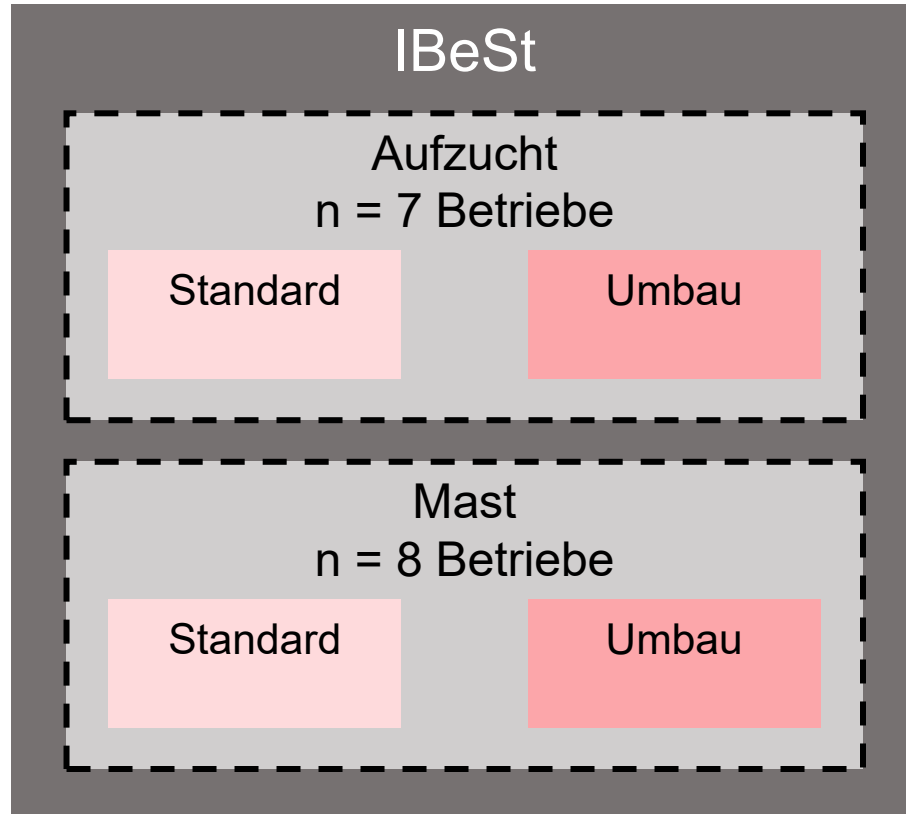 IBeSt
Aufzucht
n = 7 Betriebe
Standard
Umbau
Mast
n = 8 Betriebe
Standard
Umbau